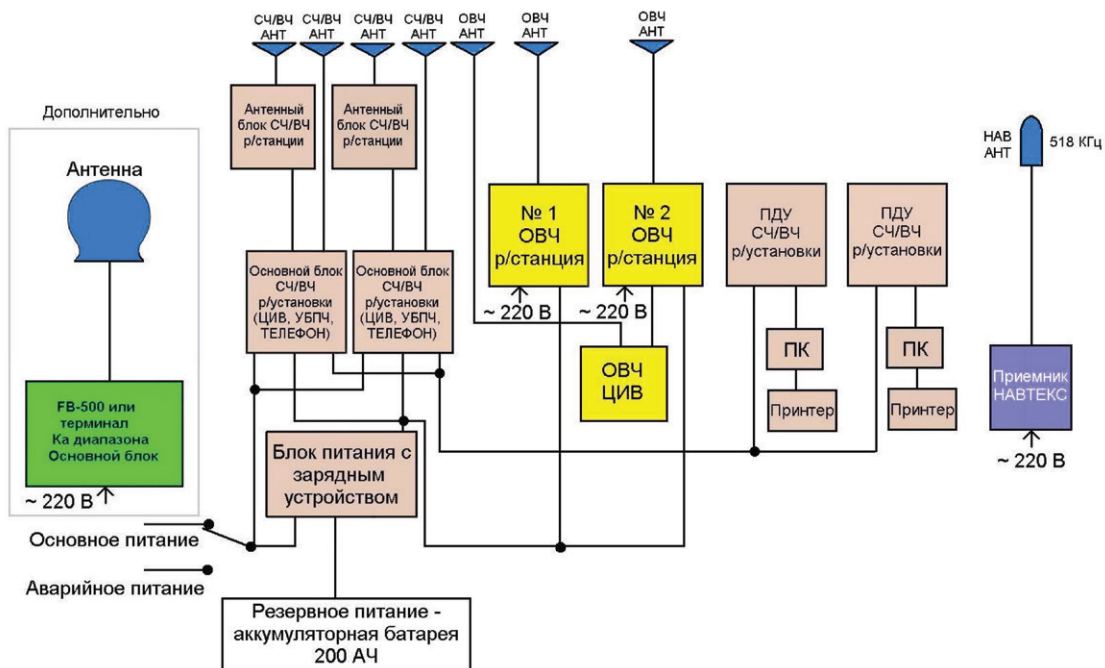 СЧ/ВЧ
АНТ
СЧ/ВЧ
АНТ
СЧ/ВЧ
АНТ
СЧ/ВЧ
АНТ
ОВЧ
АНТ
ОВЧ
АНТ
ОВЧ
АНТ
Дополнительно
Антенна
FB-500 или
терминал
Ка диапазона
Основной блок
~ 220 В
Антенный
блок СЧ/ВЧ
р/станции
Антенный
блок СЧ/ВЧ
р/станции
Основной блок
СЧ/ВЧ
р/установки
(ЦИВ, УБПЧ,
ТЕЛЕФОН)
Основной блок
СЧ/ВЧ
р/установки
(ЦИВ, УБПЧ,
ТЕЛЕФОН)
№ 1
ОВЧ
р/станция
~ 220 В
№ 2
ОВЧ
р/станция
~ 220 В
ОВЧ
ЦИВ
ПДУ
СЧ/ВЧ
р/установки
ПК
Принтер
ПДУ
СЧ/ВЧ
р/установки
ПК
Принтер
НАВ
АНТ
518 КГц
Приемник
НАВТЕКС
~ 220 В
Блок питания с
зарядным
устройством
Основное питание
Аварийное питание
Резервное питание -
аккумуляторная батарея
200 АЧ